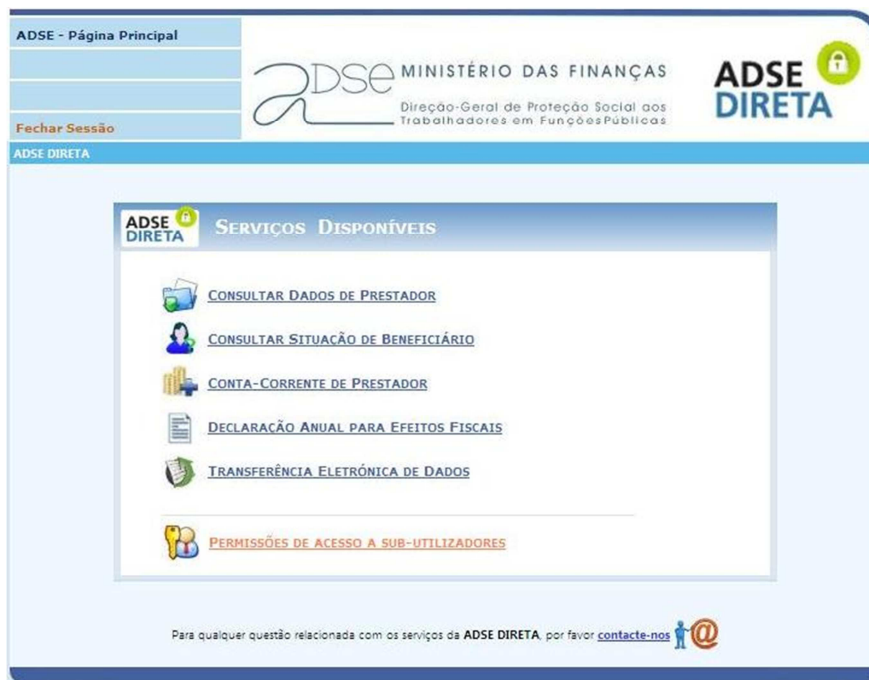 ADSE - Página Principal
Fechar Sessão
adse MINISTÉRIO DAS FINANÇAS
Direção-Geral de Proteção Social aos
Trabalhadores em FunçõesPúblicas
ADSE
DIRETA
ADSE DIRETA
ADSE
DIRETA
SERVIÇOS DISPONÍVEIS
CONSULTAR DADOS DE PRESTADOR
CONSULTAR SITUAÇÃO DE BENEFICIÁRIO
CONTA-CORRENTE DE PRESTADOR
DECLARAÇÃO ANUAL PARA EFEITOS FISCAIS
TRANSFERÊNCIA ELETRÓNICA DE DADOS
PERMISSÕES DE ACESSO A SUB-UTILIZADORES
Para qualquer questão relacionada com os serviços da ADSE DIRETA, por favor contacte-nos @